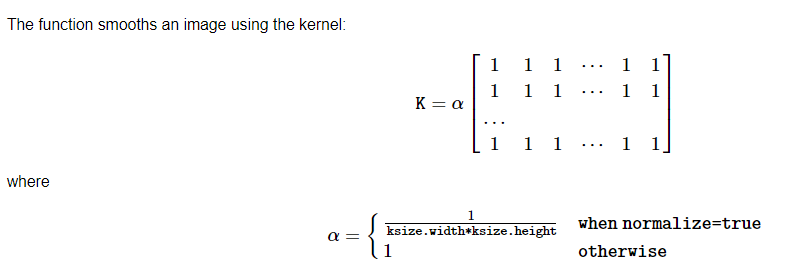 The function smooths an image using the kernel:
1 1 1 ⋯ 1 1
1 1 1 ⋯ 1 1
K = α
⋯
1 1 1 ⋯ 1 1
where
1
α = { ksize.width*ksize.height when normalize=true
1 otherwise